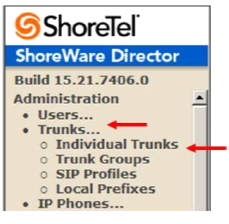 ShoreTel
ShoreWare Director
Build 15.21.7406.0
Administration
• Users...
• Trunks...
○ Individual Trunks
○ Trunk Groups
○ SIP Profiles
○ Local Prefixes
• IP Phones...